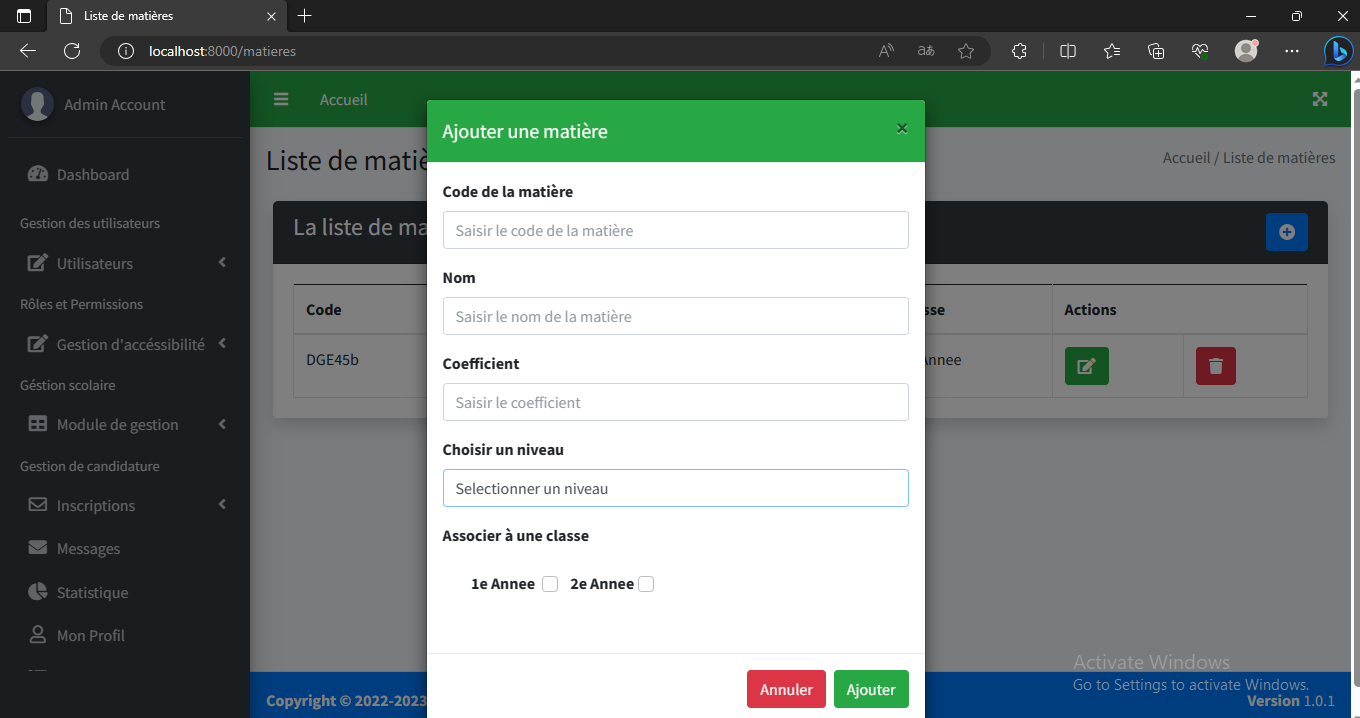 Liste de matières
localhost:8000/matieres
Admin Account
Accueil
Liste de matiè
Accueil / Liste de matières
Dashboard
Gestion des utilisateurs
Utilisateurs
Rôles et Permissions
Gestion d'accéssibilité
Géstion scolaire
Module de gestion
Gestion de candidature
Inscriptions
Messages
Statistique
Mon Profil
La liste de ma
Code
sse
Actions
DGE45b
Annee
Ajouter une matière
×
Code de la matière
Saisir le code de la matière
Nom
Saisir le nom de la matière
Coefficient
Saisir le coefficient
Choisir un niveau
Selectionner un niveau
Associer à une classe
1e Annee 2e Annee
Annuler Ajouter
Activate Windows
Go to Settings to activate Windows.
Copyright © 2022-2023
Version 1.0.1